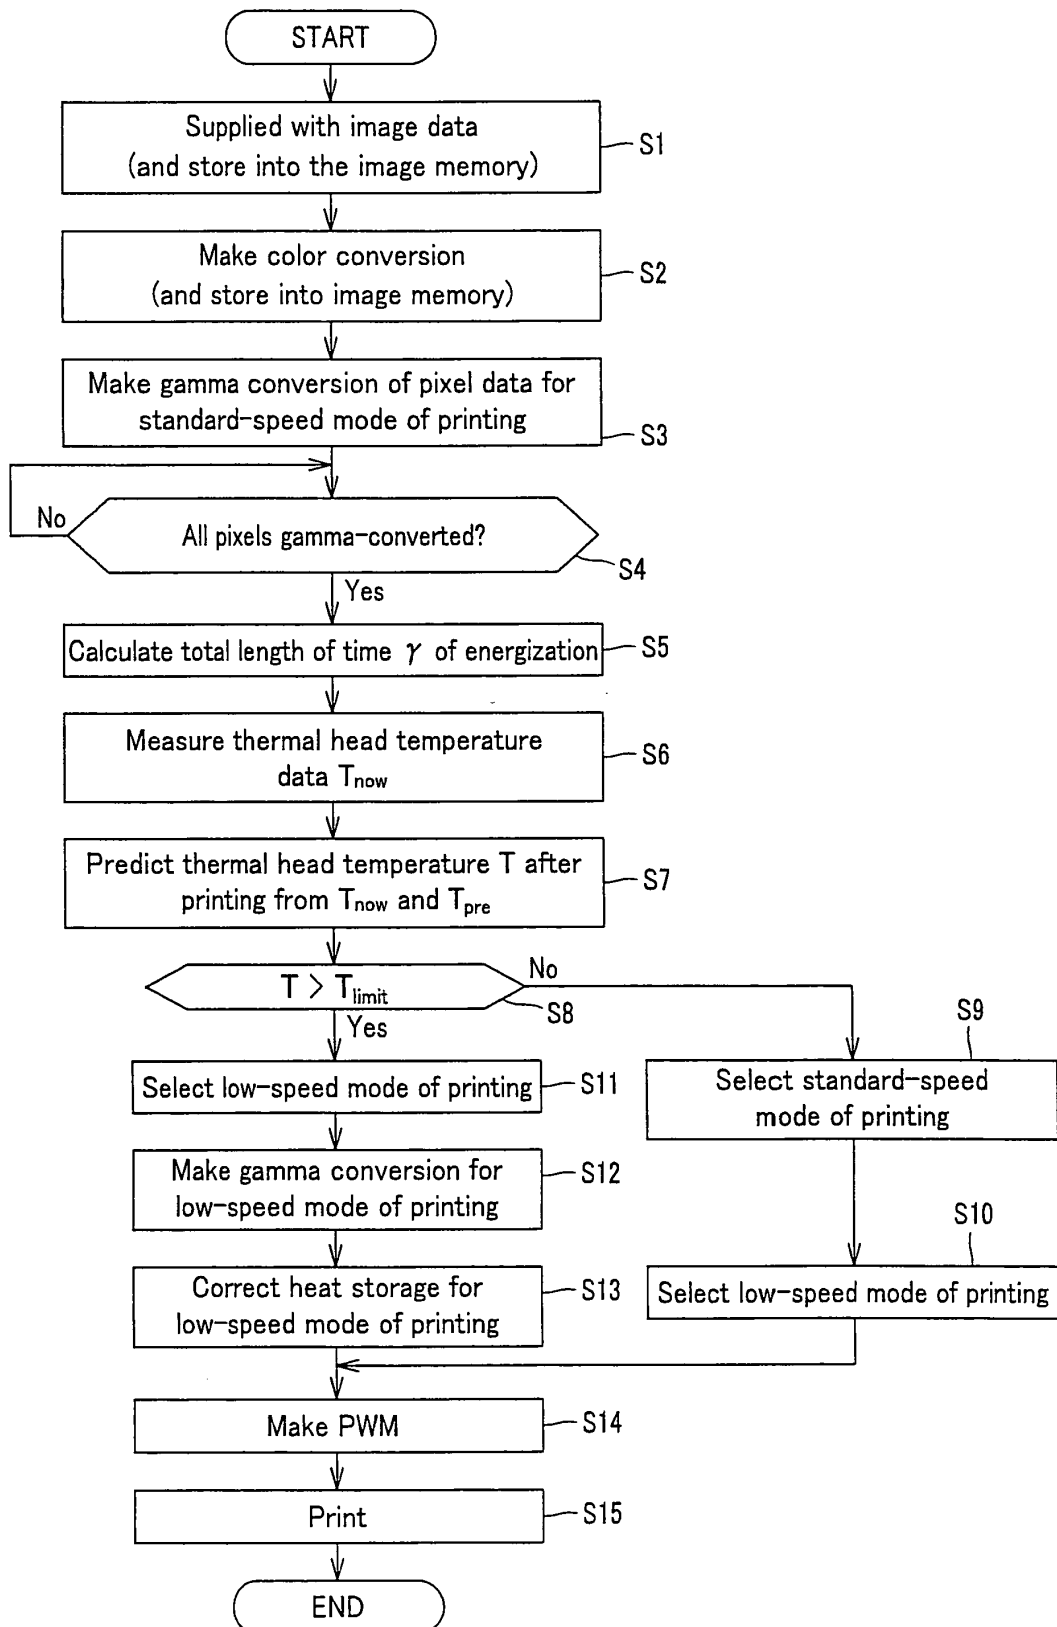 START
Supplied with image data
(and store into the image memory)
S1
Make color conversion
(and store into image memory)
S2
Make gamma conversion of pixel data for
standard-speed mode of printing
S3
No
All pixels gamma-converted?
S4
Yes
Calculate total length of time γ of energization
S5
Measure thermal head temperature
data Tnow
S6
Predict thermal head temperature T after
printing from Tnow and Tpre
S7
T > Tlimit
No
S8
Yes
S9
Select standard-speed
mode of printing
Select low-speed mode of printing
S11
Make gamma conversion for
low-speed mode of printing
S12
S10
Select low-speed mode of printing
Correct heat storage for
low-speed mode of printing
S13
Make PWM
S14
Print
S15
END